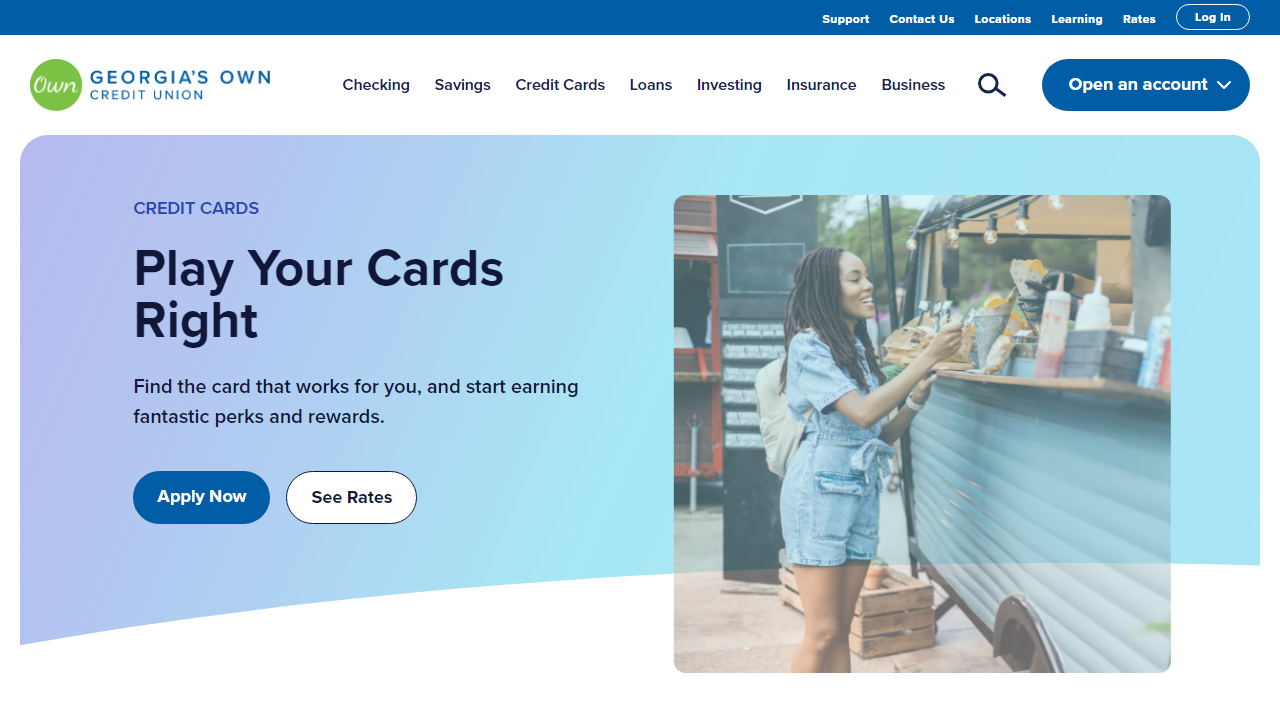 Support Contact Us Locations Learning Rates Log In
Own GEORGIA'S OWN
CREDIT UNION
Checking Savings Credit Cards Loans Investing Insurance Business Open an account
CREDIT CARDS
Play Your Cards
Right
Find the card that works for you, and start earning
fantastic perks and rewards.
Apply Now See Rates